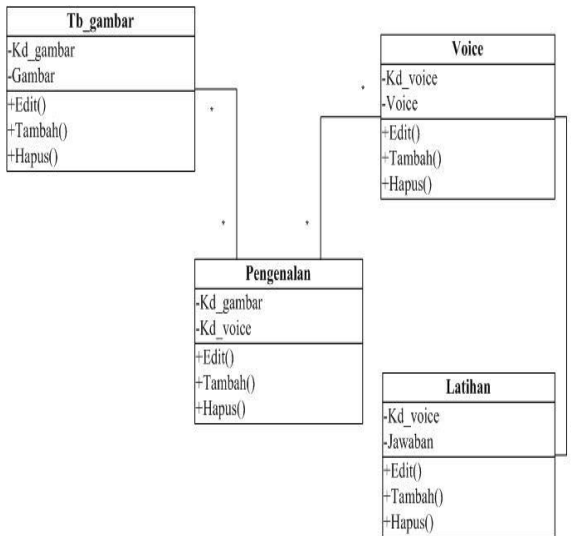 Tb_gambar
-Kd_gambar
-Gambar
+Edit()
+Tambah()
+Hapus()
Voice
-Kd_voice
-Voice
+Edit()
+Tambah()
+Hapus()
*
*
*
*
Pengenalan
-Kd_gambar
-Kd_voice
+Edit()
+Tambah()
+Hapus()
Latihan
-Kd_voice
-Jawaban
+Edit()
+Tambah()
+Hapus()